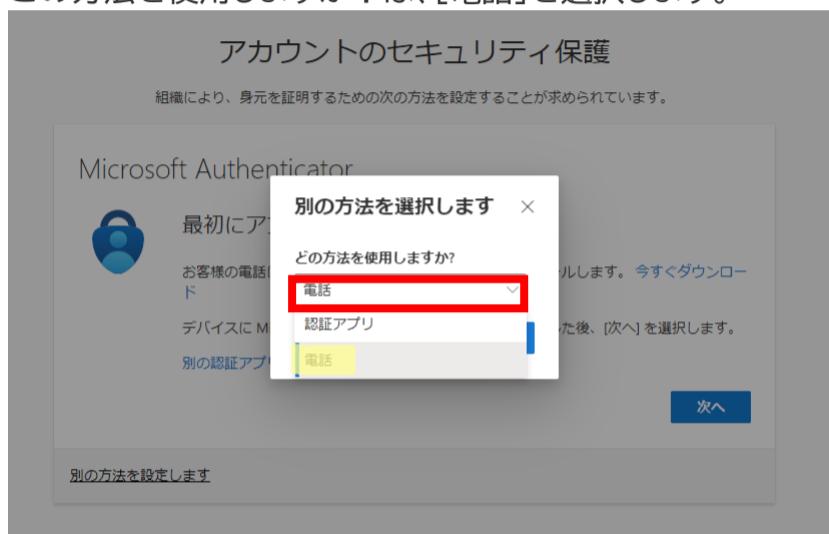 アカウントのセキュリティ保護
組織により、身元を証明するための次の方法を設定することが求められています。
Microsoft Authenticator
別の方法を選択します ×
最初にア
どの方法を使用しますか?
お客様の電話 ルします。 今すぐダウンロー
ド
電話
認証アプリ
デバイスに M た後、[次へ] を選択します。
電話
別の認証アプ
次へ
別の方法を設定します